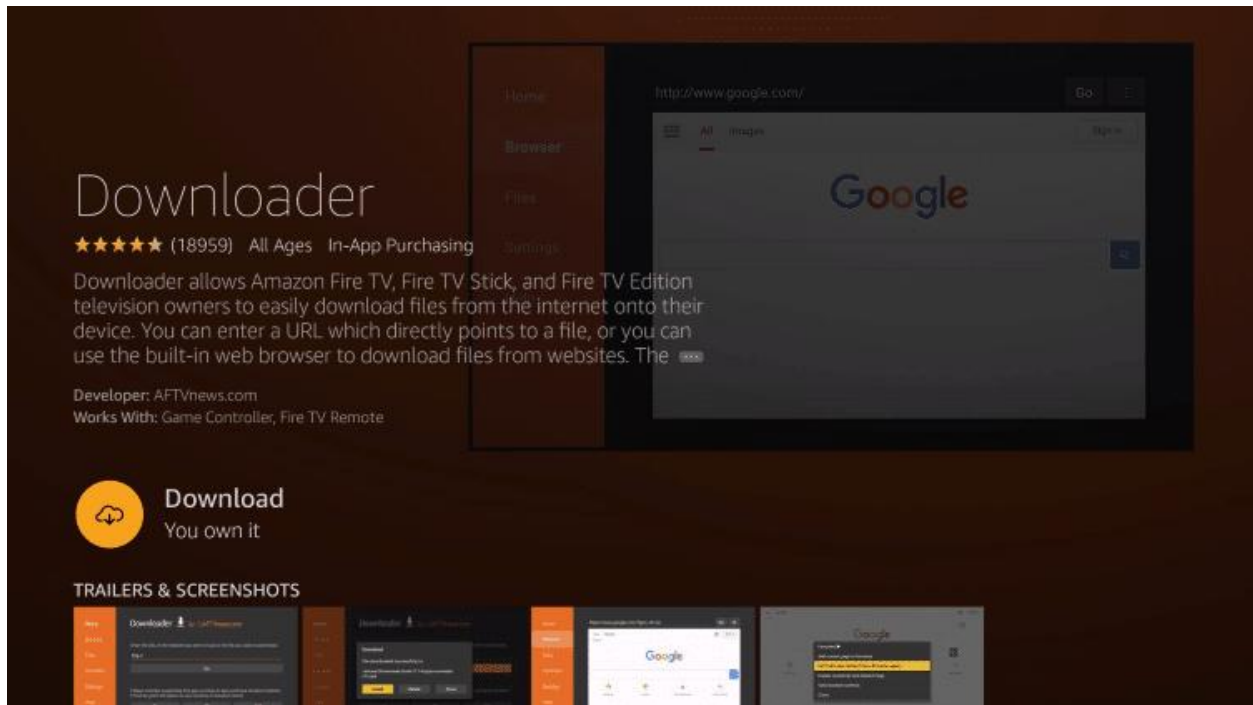 Home
http://www.google.com/
Go
All Images
Sign in
Browser
Google
Files
Settings
Downloader
(18959) All Ages In-App Purchasing
Downloader allows Amazon Fire TV, Fire TV Stick, and Fire TV Edition
television owners to easily download files from the internet onto their
device. You can enter a URL which directly points to a file, or you can
use the built-in web browser to download files from websites. The
Developer: AFTVnews.com
Works With: Game Controller, Fire TV Remote
Download
You own it
TRAILERS & SCREENSHOTS
Downloader
Downloader
Google
Google